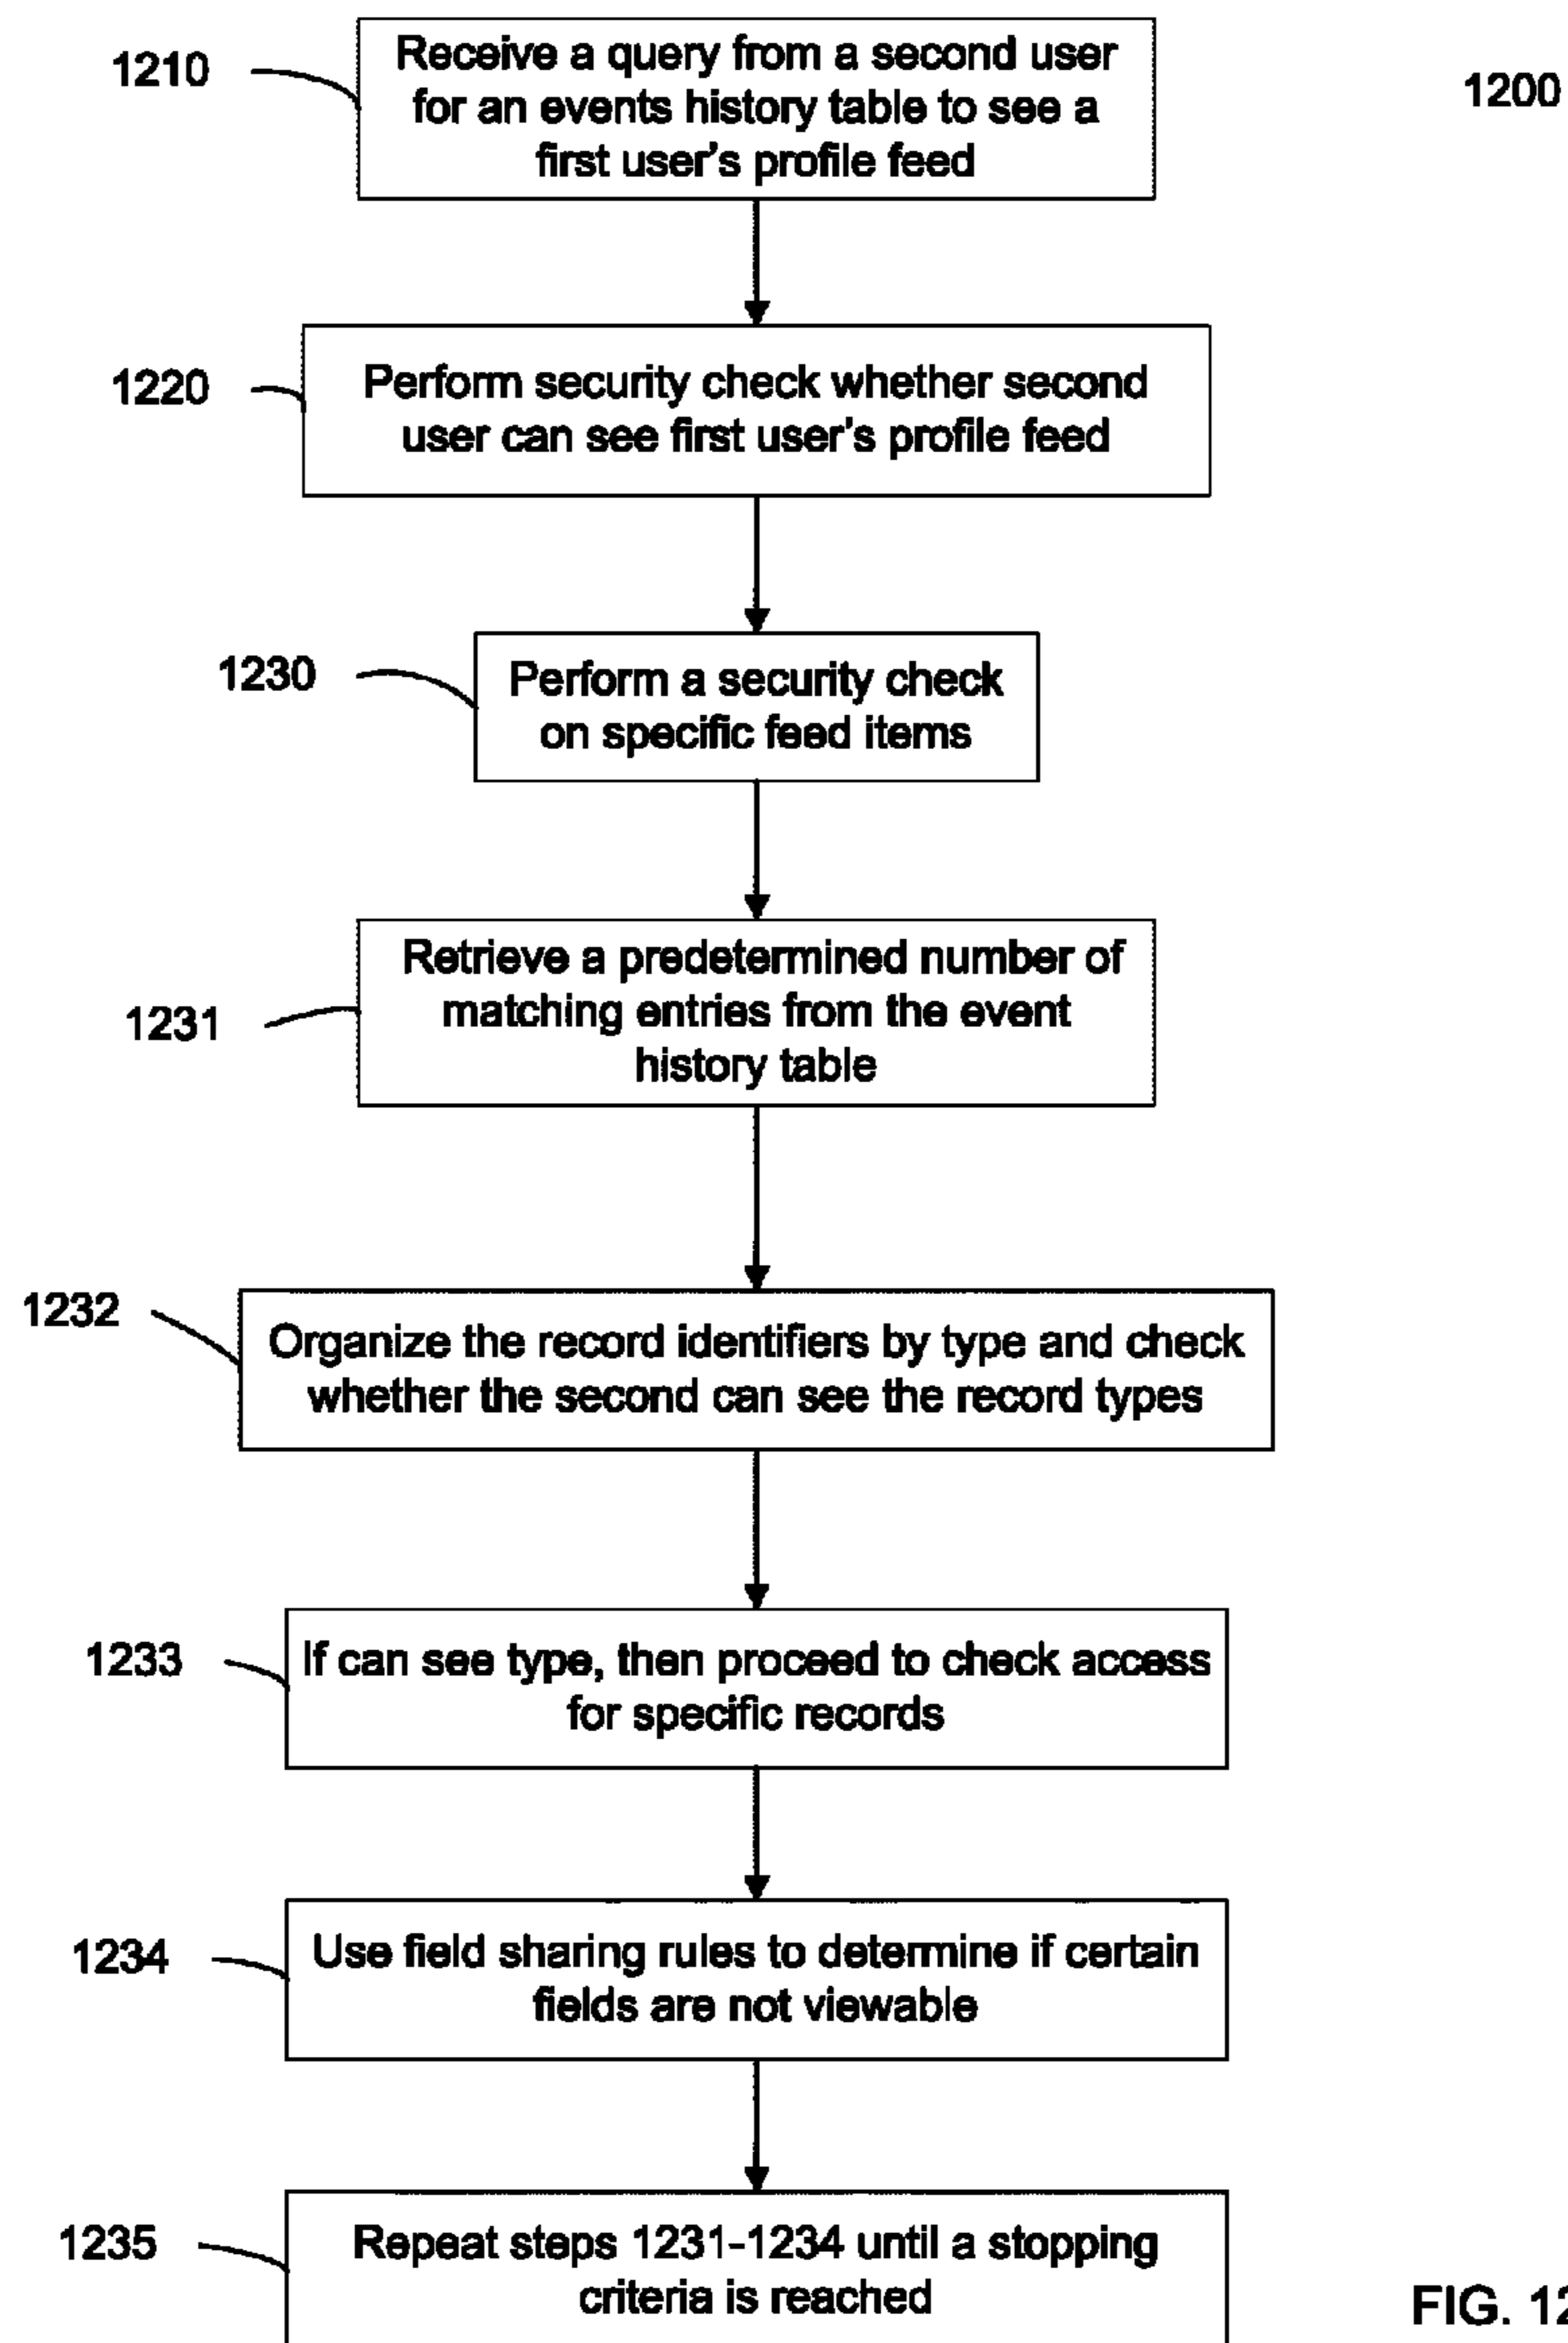 1210
Receive a query from a second user
for an events history table to see a
first user's profile feed
1200
1220
Perform security check whether second
user can see first user's profile feed
1230
Perform a security check
on specific feed items
1231
Retrieve a predetermined number of
matching entries from the event
history table
1232
Organize the record identifiers by type and check
whether the second can see the record types
1233
If can see type, then proceed to check access
for specific records
1234
Use field sharing rules to determine if certain
fields are not viewable
1235
Repeat steps 1231-1234 until a stopping
criteria is reached
FIG. 12